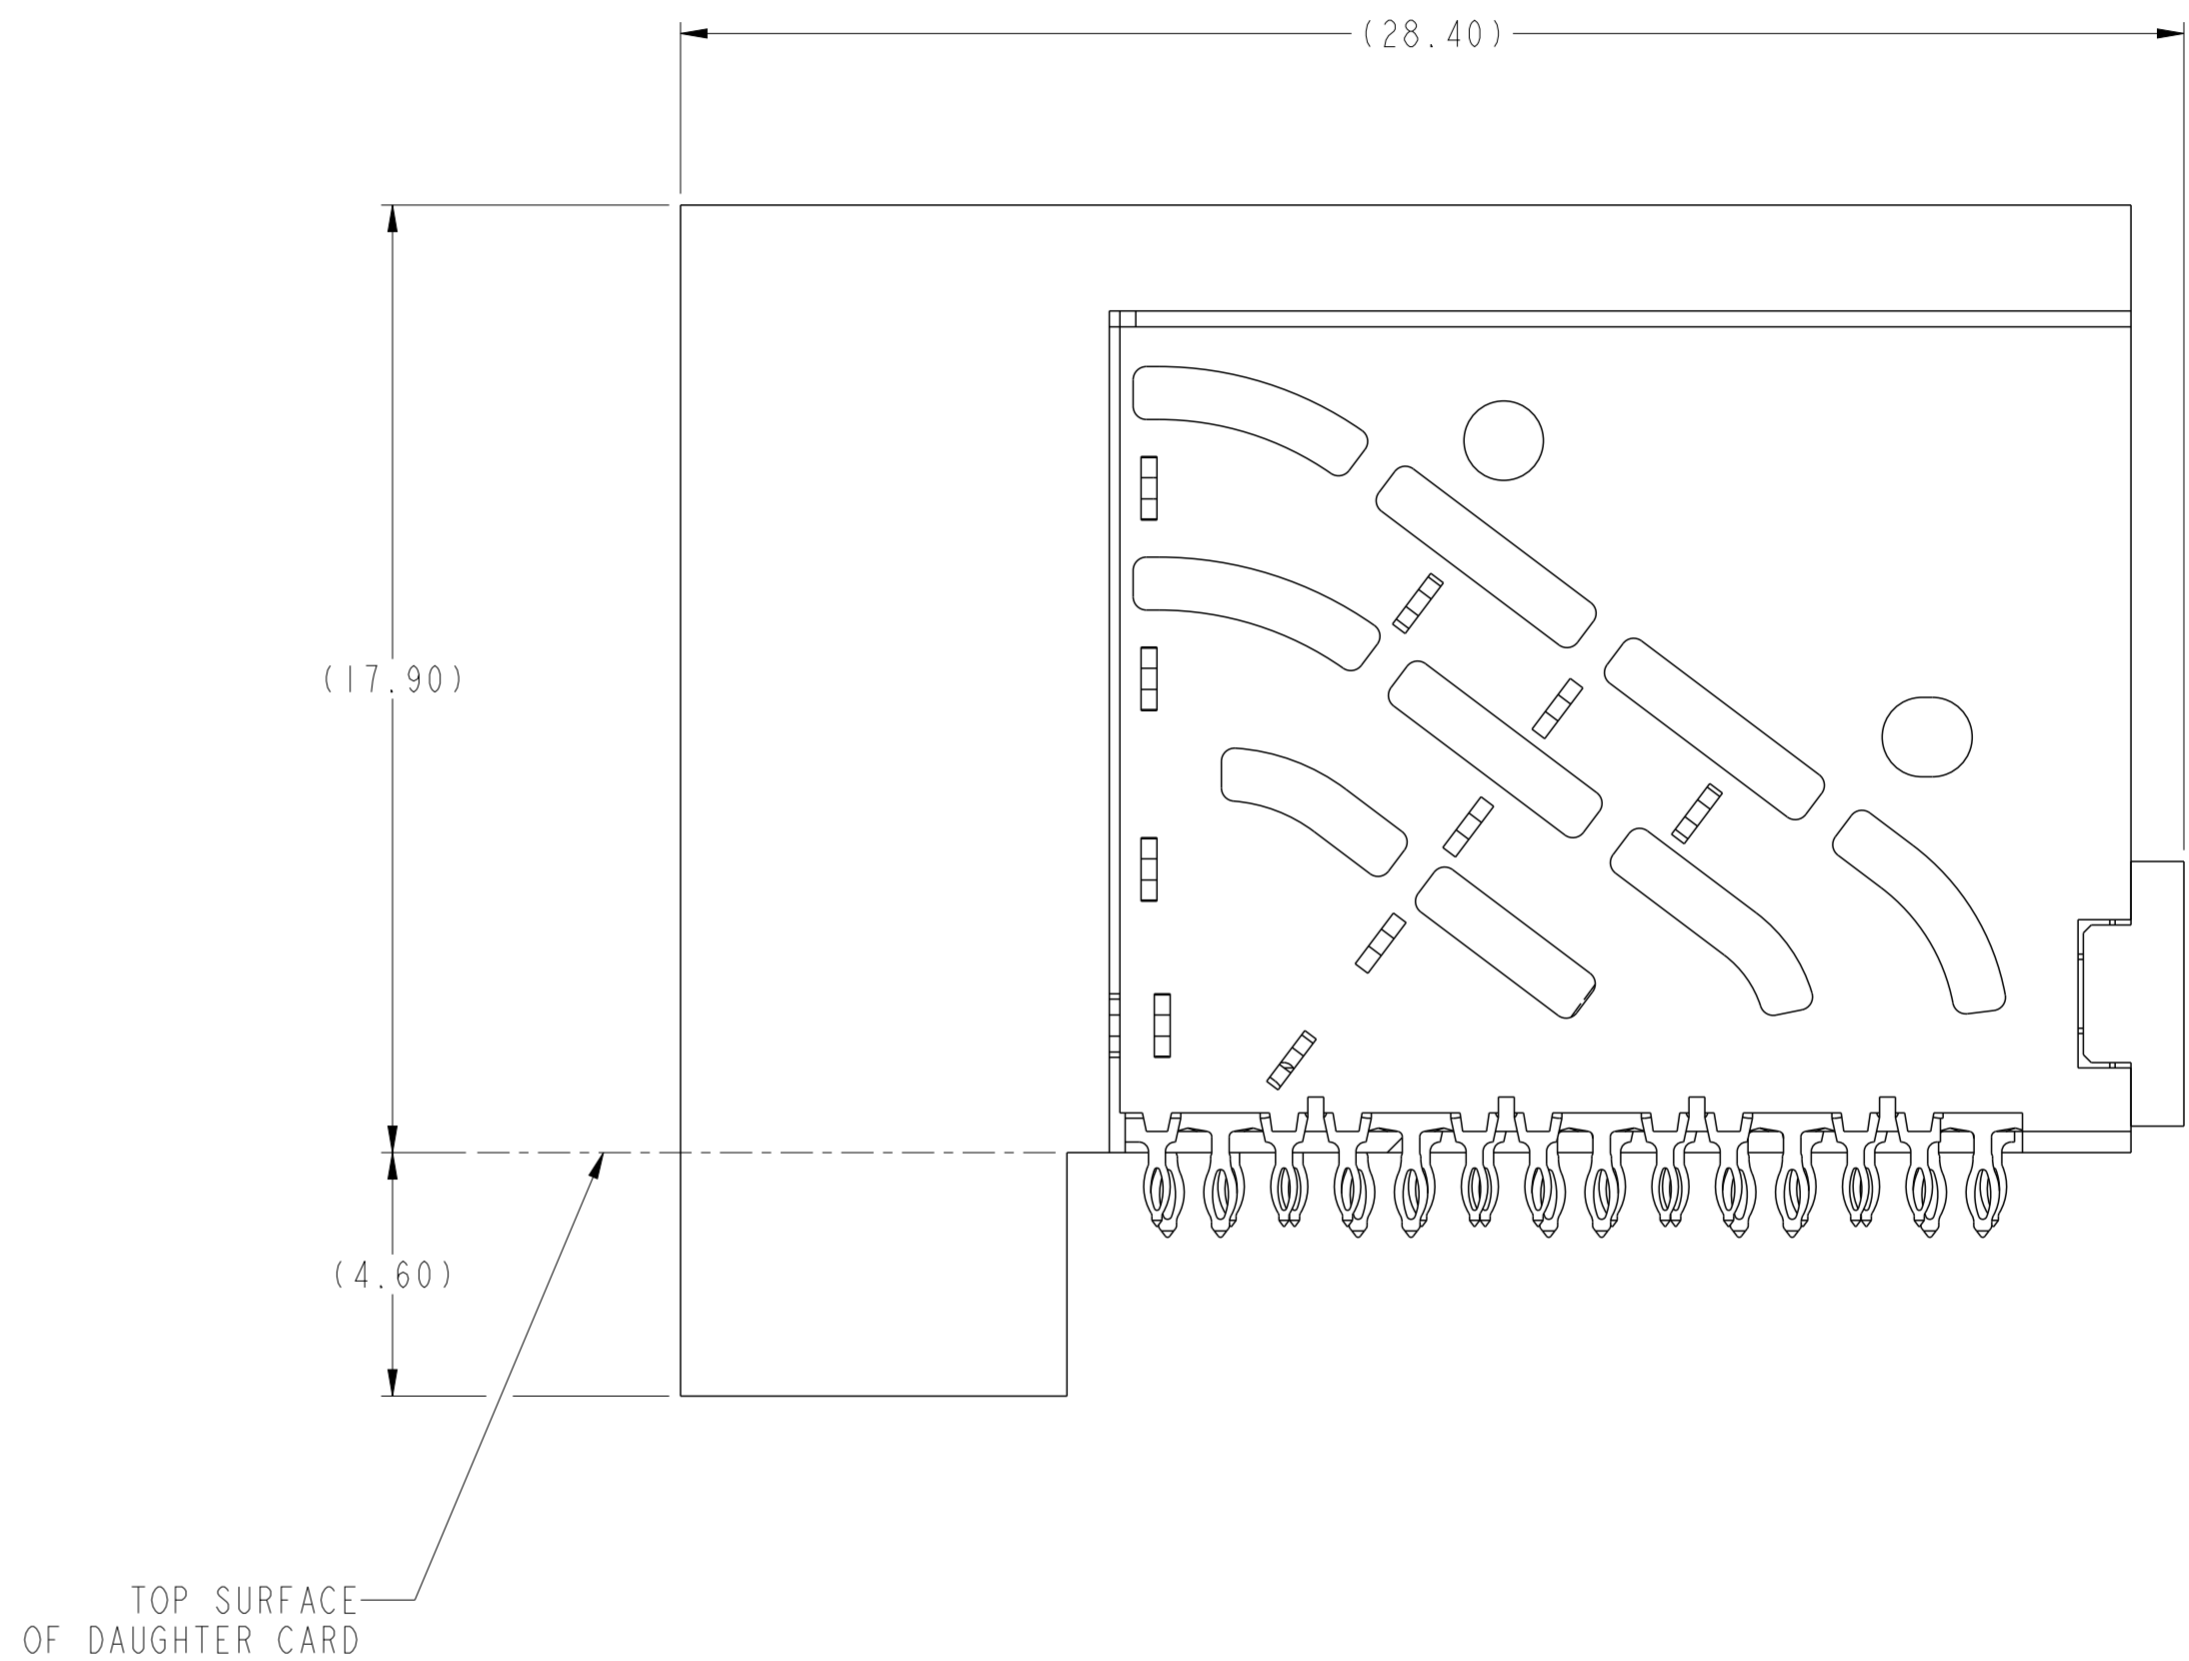 (28.40)
(17.90)
(4.60)
TOP SURFACE
OF DAUGHTER CARD